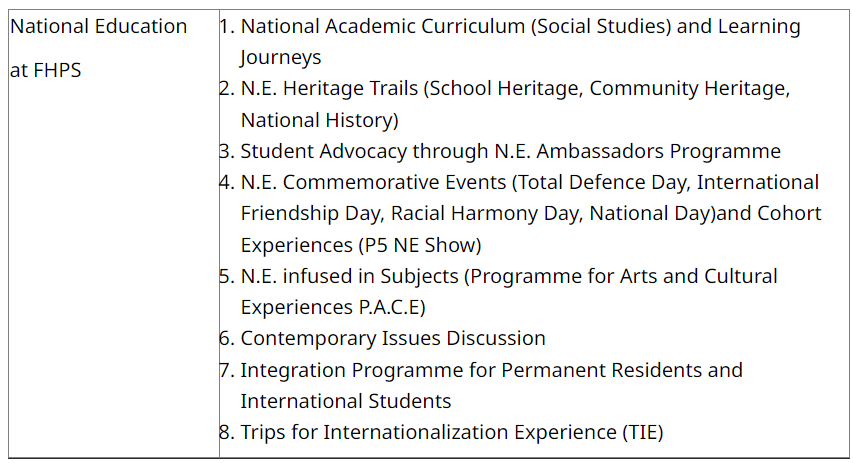 National Education
at FHPS
1. National Academic Curriculum (Social Studies) and Learning
Journeys
2. N.E. Heritage Trails (School Heritage, Community Heritage,
National History)
3. Student Advocacy through N.E. Ambassadors Programme
4. N.E. Commemorative Events (Total Defence Day, International
Friendship Day, Racial Harmony Day, National Day)and Cohort
Experiences (P5 NE Show)
5. N.E. infused in Subjects (Programme for Arts and Cultural
Experiences P.A.C.E)
6. Contemporary Issues Discussion
7. Integration Programme for Permanent Residents and
International Students
8. Trips for Internationalization Experience (TIE)